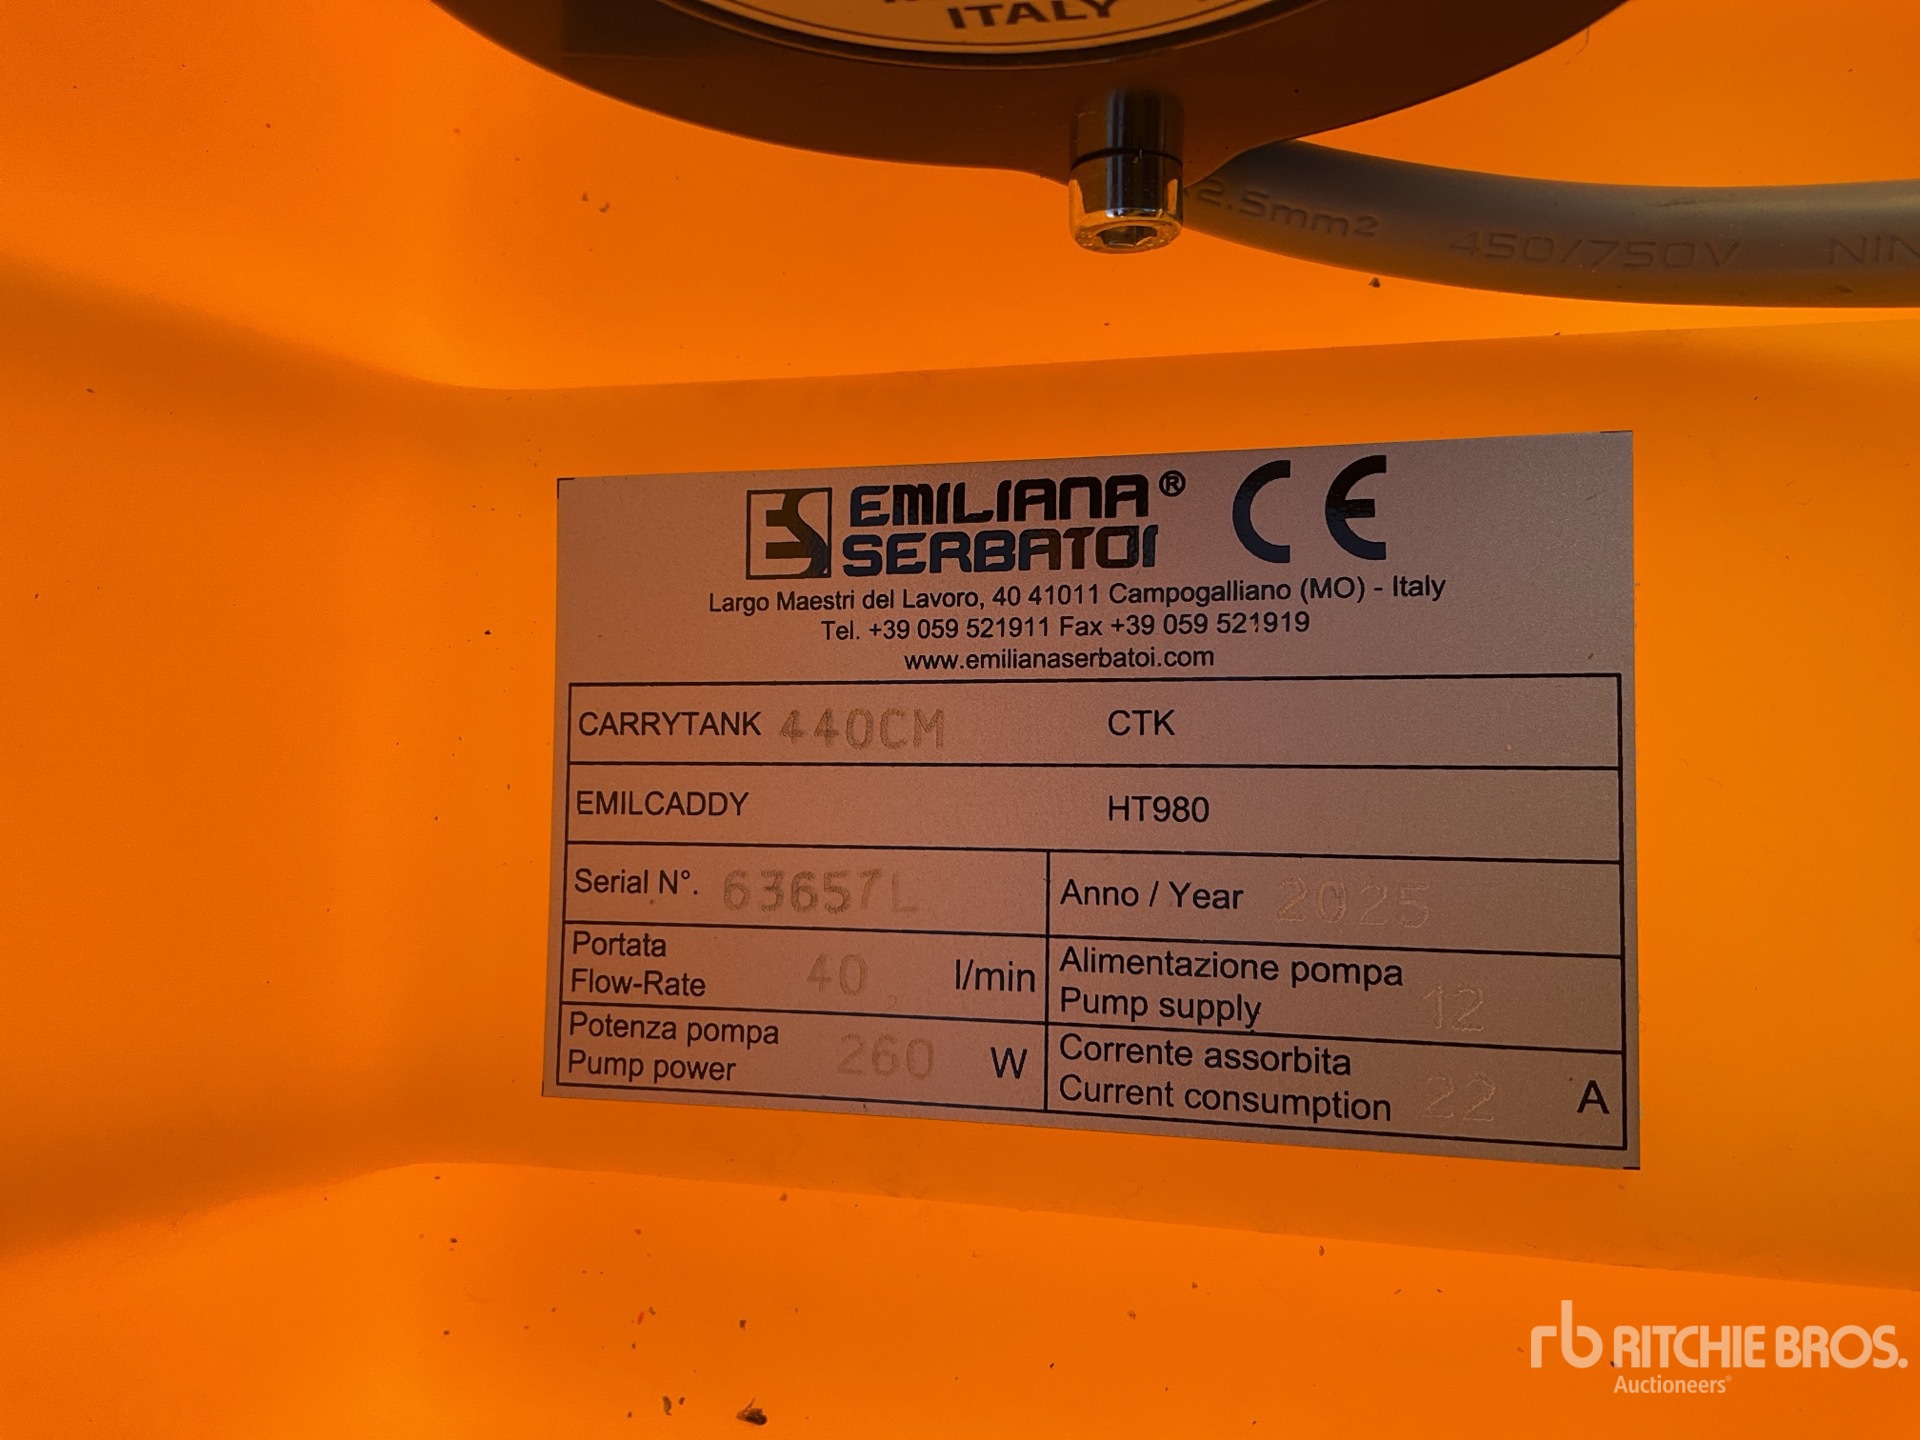 ITALY
2.5mm2 450/750V NIN
ES EMILIANA® CE
SERBATOI
Largo Maestri del Lavoro, 40 41011 Campogalliano (MO) - Italy
Tel. +39 059 521911 Fax +39 059 521919
www.emilianaserbatoi.com
CARRYTANK 440CM CTK
EMILCADDY HT980
Serial N°. 63657L Anno / Year 2025
Portata
Flow-Rate 40 l/min
Alimentazione pompa
Pump supply 12
Potenza pompa
Pump power 260 W
Corrente assorbita
Current consumption 22 A
rb RITCHIE BROS.
Auctioneers